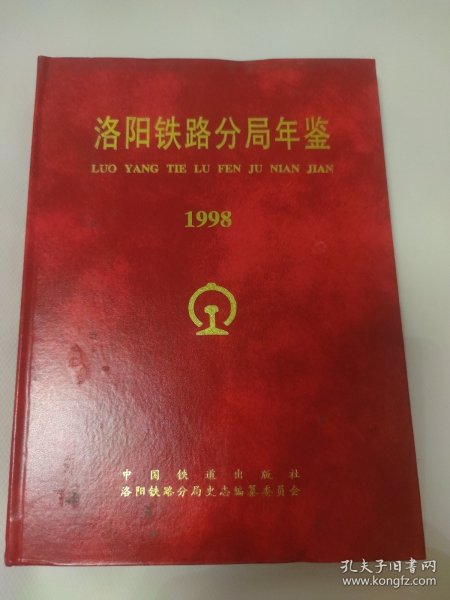 洛阳铁路分局年鉴
LUO YANG TIE LU FEN JU NIAN JIAN
1998
中国铁道出版社
洛阳铁路分局史志编纂委员会
孔夫子旧书网
www.kongfz.com